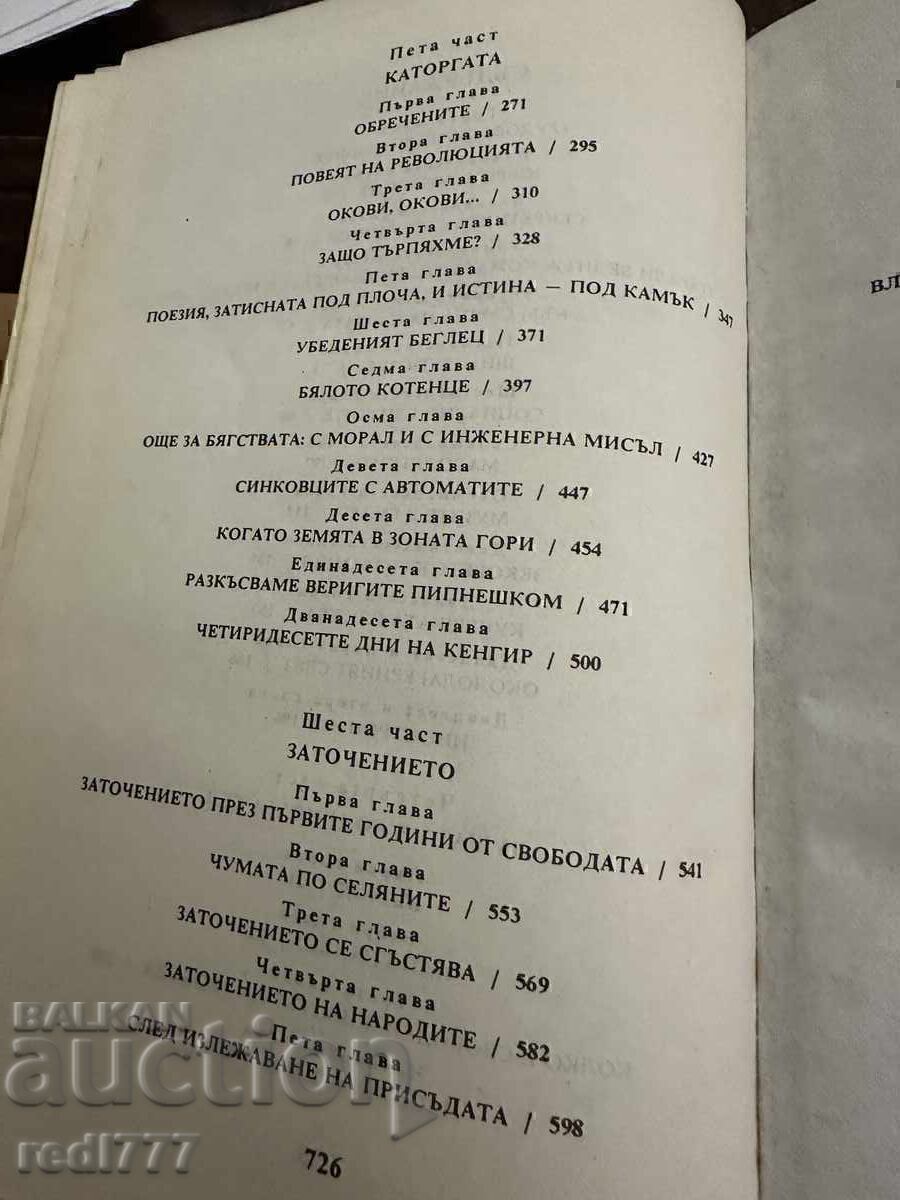 Пета част
КАТОРГАТА
Първа глава
ОБРЕЧЕНИТЕ / 271
Втора глава
ПОВЕЯТ НА РЕВОЛЮЦИЯТА / 295
Трета глава
ОКОВИ, ОКОВИ... / 310
Четвърта глава
ЗАЩО ТЪРПЯХМЕ? / 328
Пета глава
ПОЕЗИЯ, ЗАТИСНАТА ПОД ПЛОЧА, И ИСТИНА — ПОД КАМЪК / 347
Шеста глава
УБЕДЕНИЯТ БЕГЛЕЦ / 371
Седма глава
БЯЛОТО КОТЕНЦЕ / 397
Осма глава
ОЩЕ ЗА БЯГСТВАТА: С МОРАЛ И С ИНЖЕНЕРНА МИСЪЛ / 427
Девета глава
СИНКОВЦИТЕ С АВТОМАТИТЕ / 447
Десета глава
КОГАТО ЗЕМЯТА В ЗОНАТА ГОРИ / 454
Единадесета глава
РАЗКЪСВАМЕ ВЕРИГИТЕ ПИПНЕШКОМ / 471
Дванадесета глава
ЧЕТИРИДЕСЕТТЕ ДНИ НА КЕНГИР / 500
Шеста част
ЗАТОЧЕНИЕТО
Първа глава
ЗАТОЧЕНИЕТО ПРЕЗ ПЪРВИТЕ ГОДИНИ ОТ СВОБОДАТА / 541
Втора глава
ЧУМАТА ПО СЕЛЯНИТЕ / 553
Трета глава
ЗАТОЧЕНИЕТО СЕ СГЪСТЯВА / 569
Четвърта глава
ЗАТОЧЕНИЕТО НА НАРОДИТЕ / 582
Пета глава
СЛЕД ИЗЛЕЖАВАНЕ НА ПРИСЪДАТА / 598
726
ВЛ
BALKAN
auction
redl777